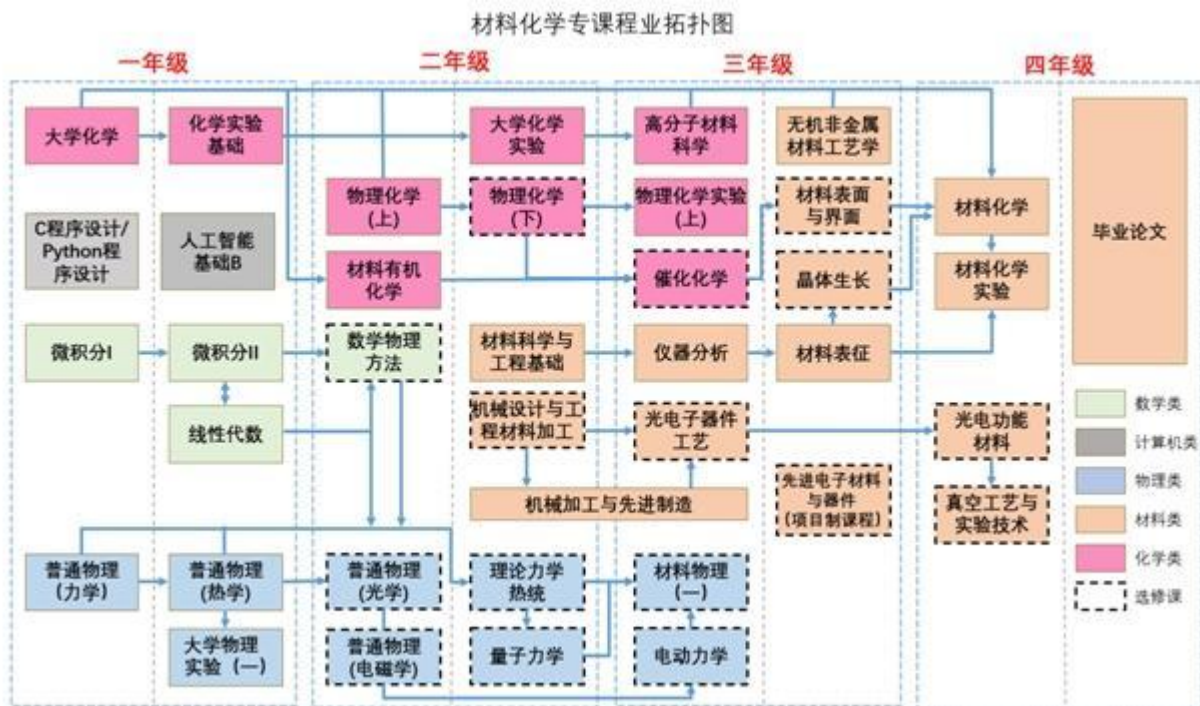 材料化学专课程业拓扑图
一年级
二年级
三年级
四年级
大学化学
化学实验
基础
大学化学
实验
高分子材料
科学
无机非金属
材料工艺学
物理化学
(上)
物理化学
(下)
物理化学实验
(上)
材料表面
与界面
材料化学
毕业论文
C程序设计/
Python程
序设计
人工智能
基础B
材料有机
化学
催化化学
晶体生长
材料化学
实验
微积分I
微积分II
数学物理
方法
材料科学与
工程基础
仪器分析
材料表征
线性代数
机械设计与工
程材料加工
光电子器件
工艺
光电功能
材料
机械加工与先进制造
先进电子材料
与器件
(项目制课程)
真空工艺与
实验技术
普通物理
(力学)
普通物理
(热学)
普通物理
(光学)
理论力学
热统
材料物理
(一)
大学物理
实验（一）
普通物理
(电磁学)
量子力学
电动力学
数学类
计算机类
物理类
材料类
化学类
选修课